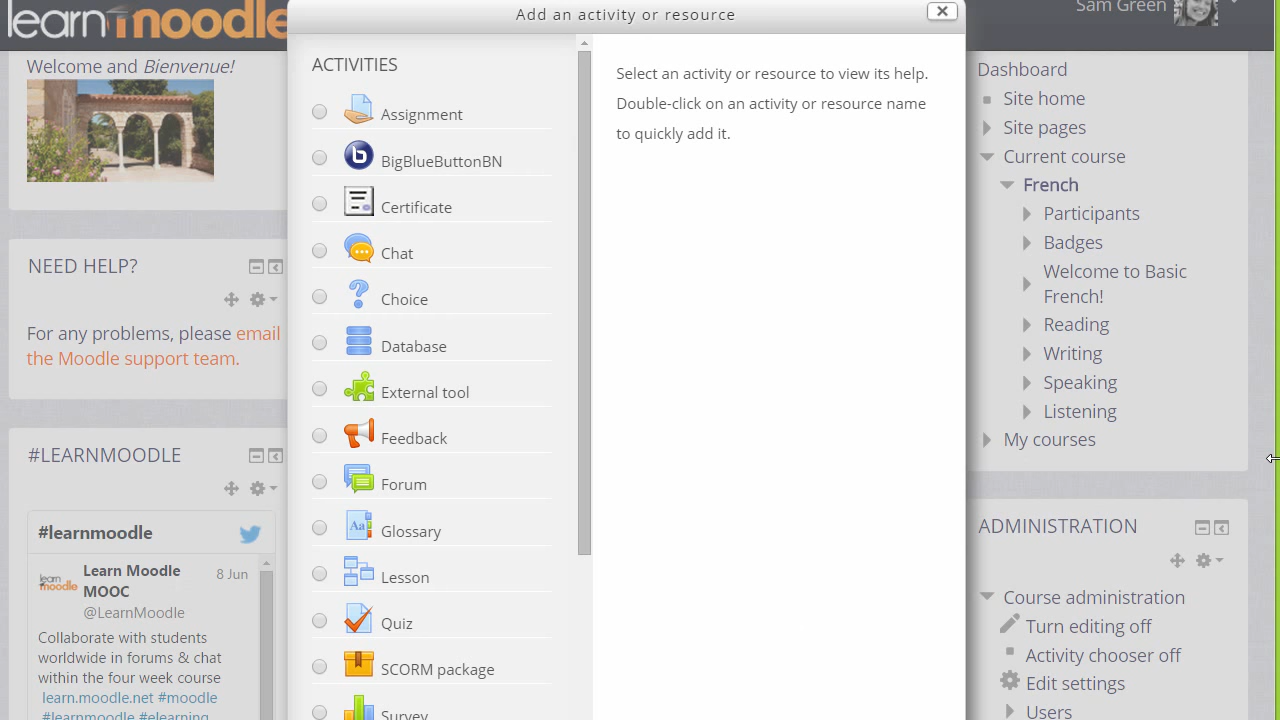 learn moodle
Add an activity or resource
Sam Green
Welcome and Bienvenue!
NEED HELP?
For any problems, please email
the Moodle support team.
#LEARNMOODLE
#learnmoodle
Learn Moodle
MOOC
8 Jun
@LearnMoodle
Collaborate with students
worldwide in forums & chat
within the four week course
learn.moodle.net #moodle
#learnmoodle #elearning
ACTIVITIES
Assignment
BigBlueButtonBN
Certificate
Chat
Choice
Database
External tool
Feedback
Forum
Aa
Glossary
Lesson
Quiz
SCORM package
Survey
Select an activity or resource to view its help.
Double-click on an activity or resource name
to quickly add it.
Dashboard
Site home
Site pages
Current course
French
Participants
Badges
Welcome to Basic
French!
Reading
Writing
Speaking
Listening
My courses
ADMINISTRATION
Course administration
Turn editing off
Activity chooser off
Edit settings
Users